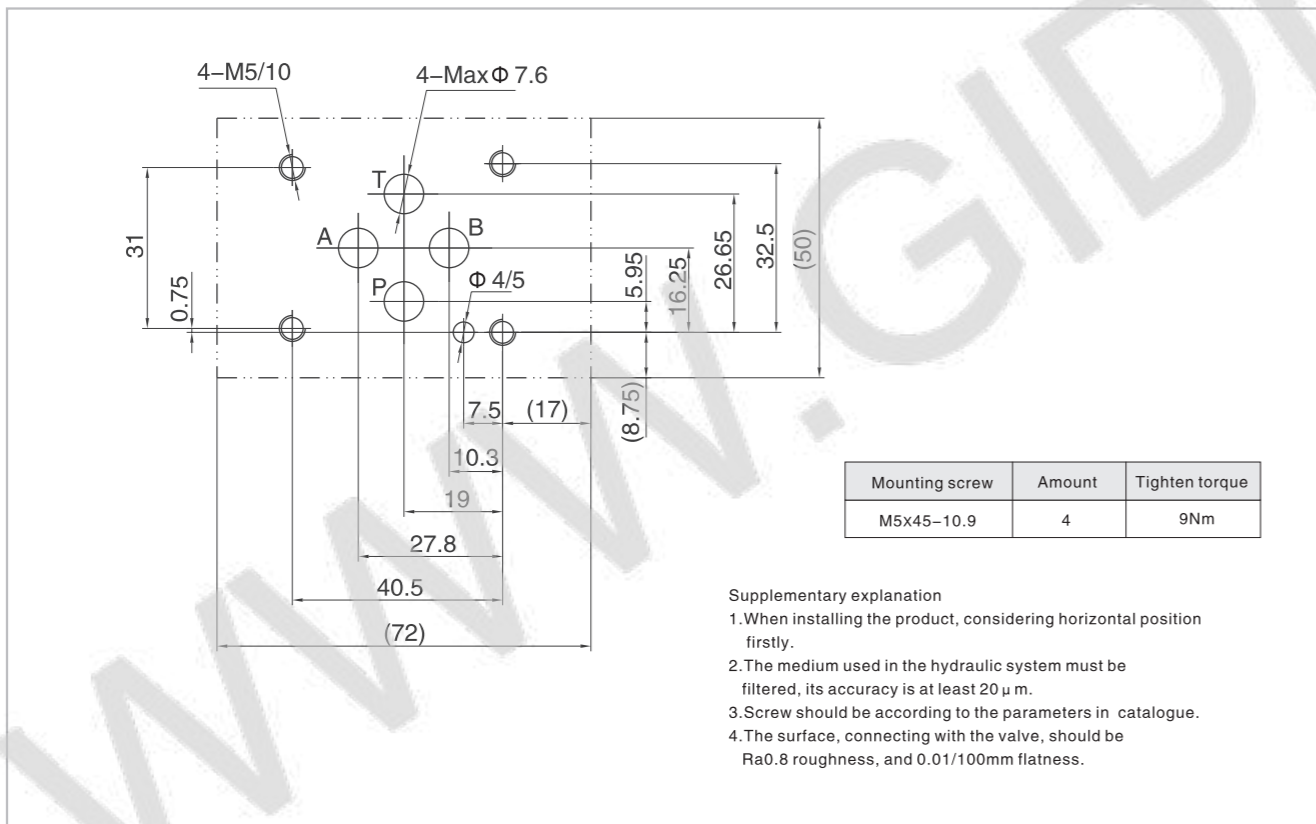 4–M5/10
4–MaxΦ 7.6
T
A
B
P
Φ 4/5
31
0.75
5.95
16.25
26.65
32.5
(50)
(8.75)
7.5
(17)
10.3
19
27.8
40.5
(72)
Mounting screw Amount Tighten torque
M5x45–10.9 4 9Nm
Supplementary explanation
1.When installing the product, considering horizontal position
firstly.
2.The medium used in the hydraulic system must be
filtered, its accuracy is at least 20μm.
3.Screw should be according to the parameters in catalogue.
4.The surface, connecting with the valve, should be
Ra0.8 roughness, and 0.01/100mm flatness.
WWW.GID